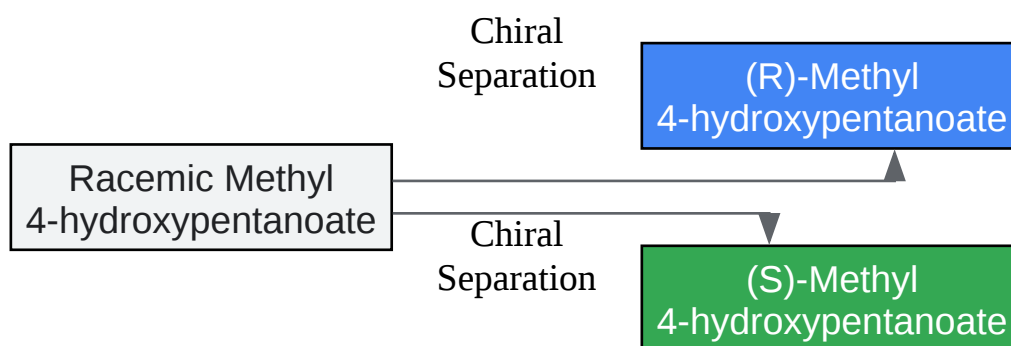 Chiral
Separation
(R)-Methyl
4-hydroxypentanoate
Racemic Methyl
4-hydroxypentanoate
Chiral
Separation
(S)-Methyl
4-hydroxypentanoate